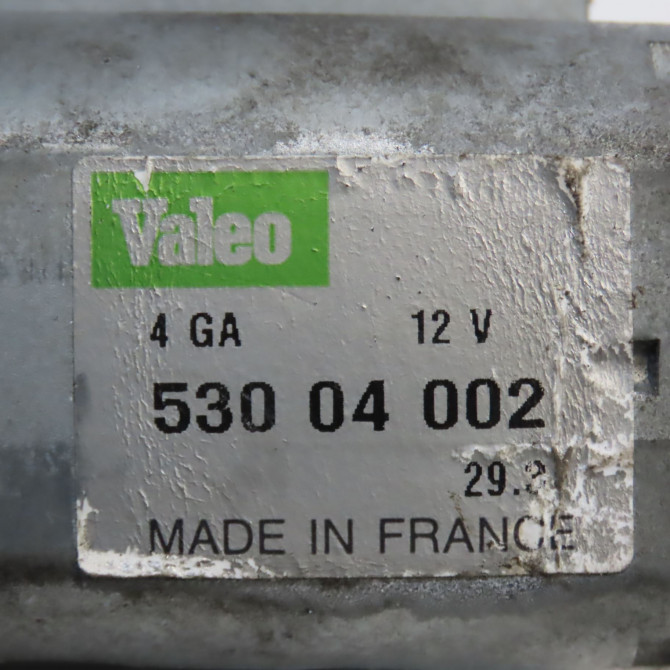 Valeo
4 GA 12 V
530 04 002
MADE IN FRANCE